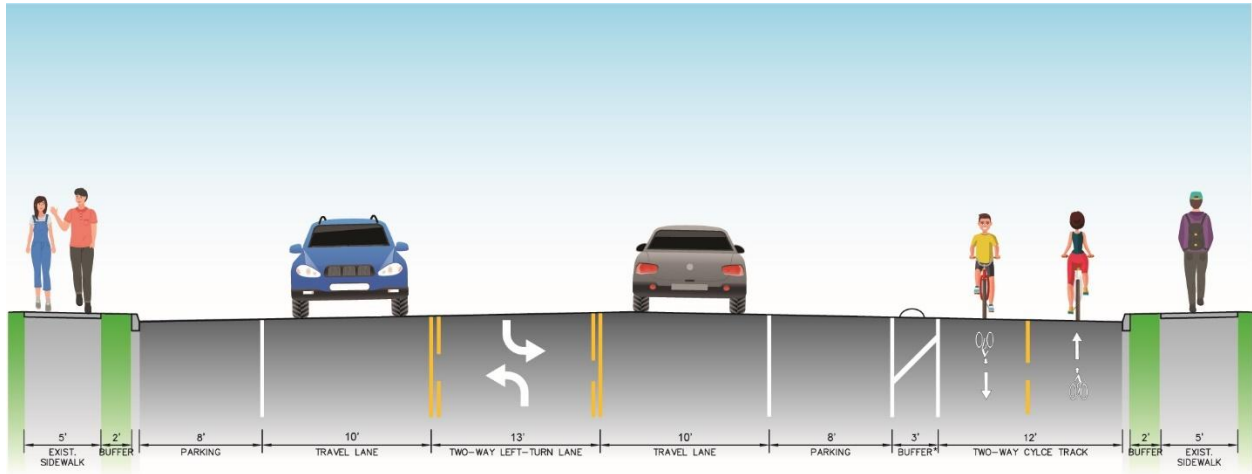 5' 2' 8' 10' 13' 10' 8' 3' 12' 2' 5'
EXIST. SIDEWALK
BUFFER
PARKING
TRAVEL LANE
TWO-WAY LEFT-TURN LANE
TRAVEL LANE
PARKING
BUFFER*
TWO-WAY CYLCE TRACK
BUFFER
EXIST. SIDEWALK